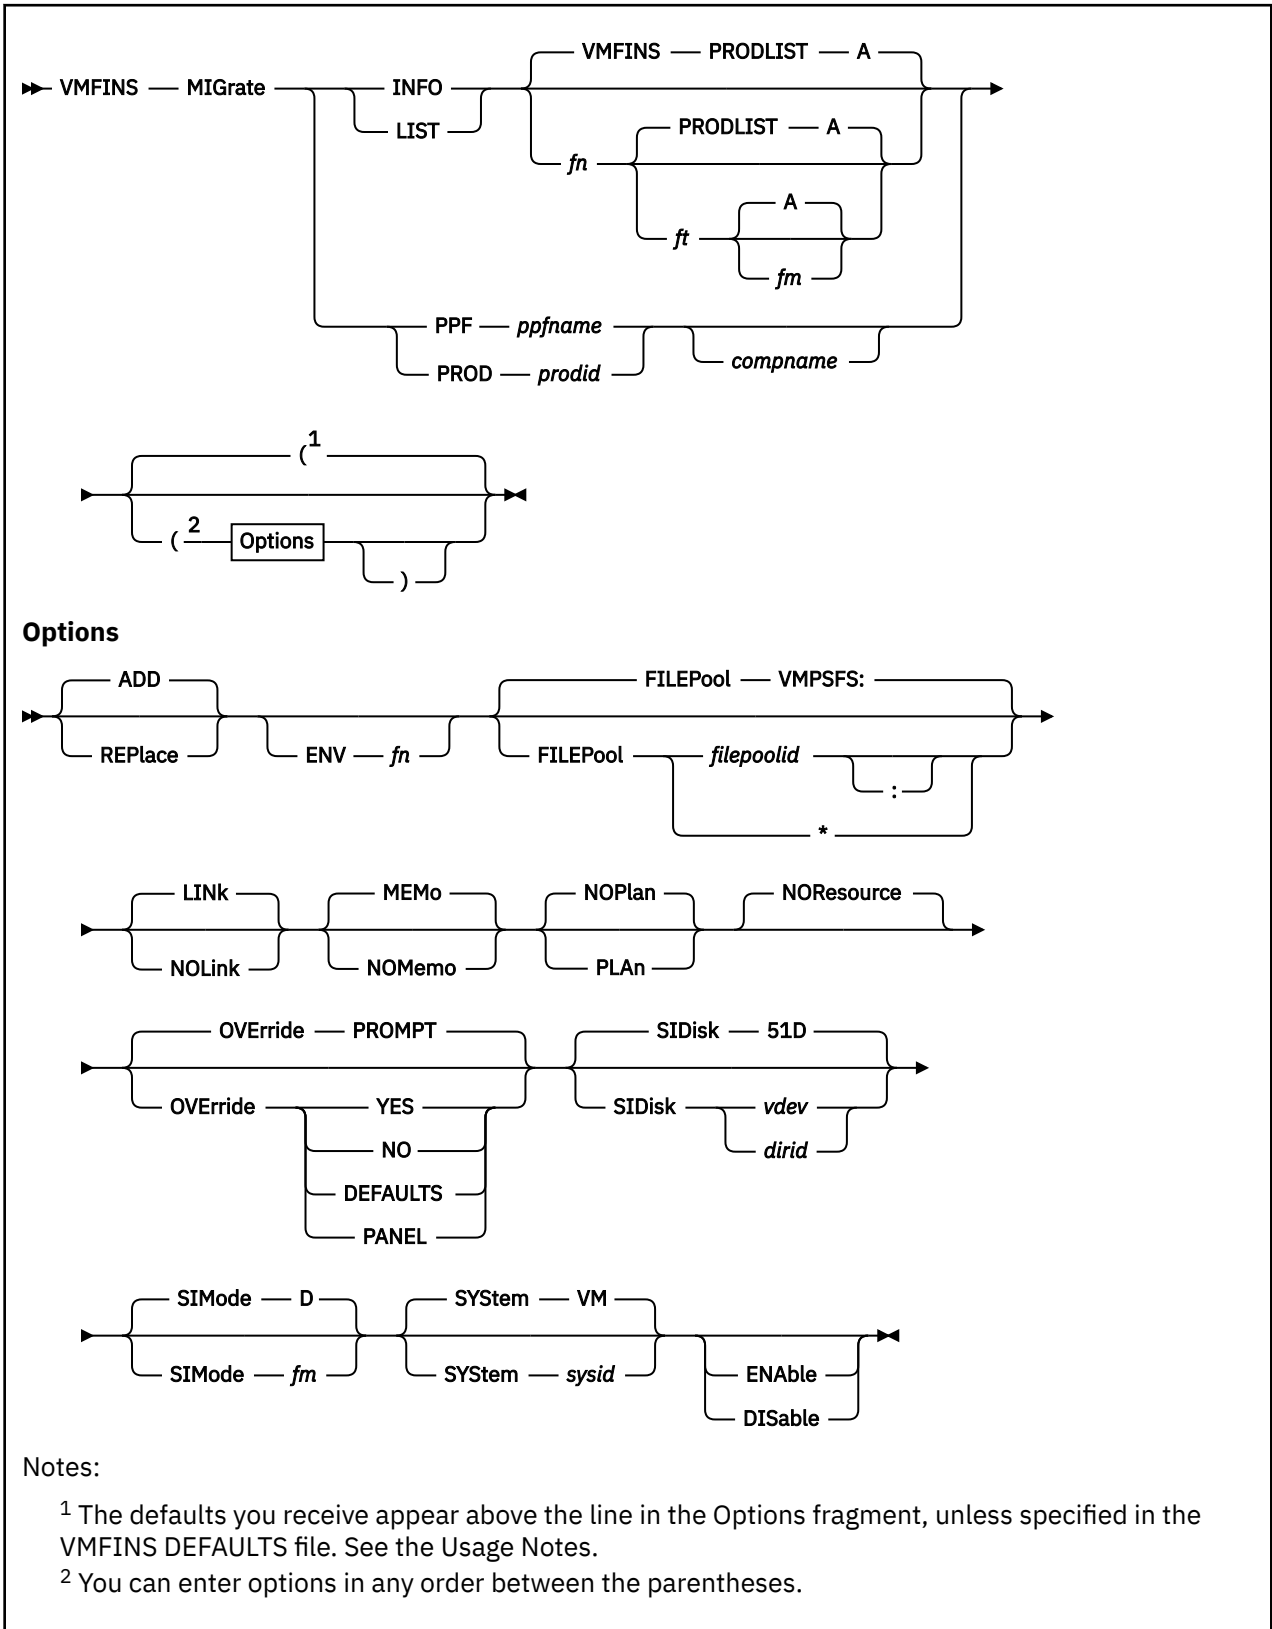 VMFINS PRODLIST A
VMFINS MIGrate INFO
LIST
PRODLIST A
fn
A
ft
fm
PPF ppfname
PROD prodid
compname
( 1
( 2 Options
)
Options
ADD FILEPool VMPSFS:
REPlace ENV fn FILEPool filepoolid
:
*
LINk MEMo NOPlan NOResource
NOLink NOMemo PLAn
OVErride PROMPT SIDisk 51D
OVErride YES SIDisk vdev
NO dirid
DEFAULTS
PANEL
SIMode D SYStem VM
SIMode fm SYStem sysid ENAble
DISable
Notes:
1 The defaults you receive appear above the line in the Options fragment, unless specified in the
VMFINS DEFAULTS file. See the Usage Notes.
2 You can enter options in any order between the parentheses.